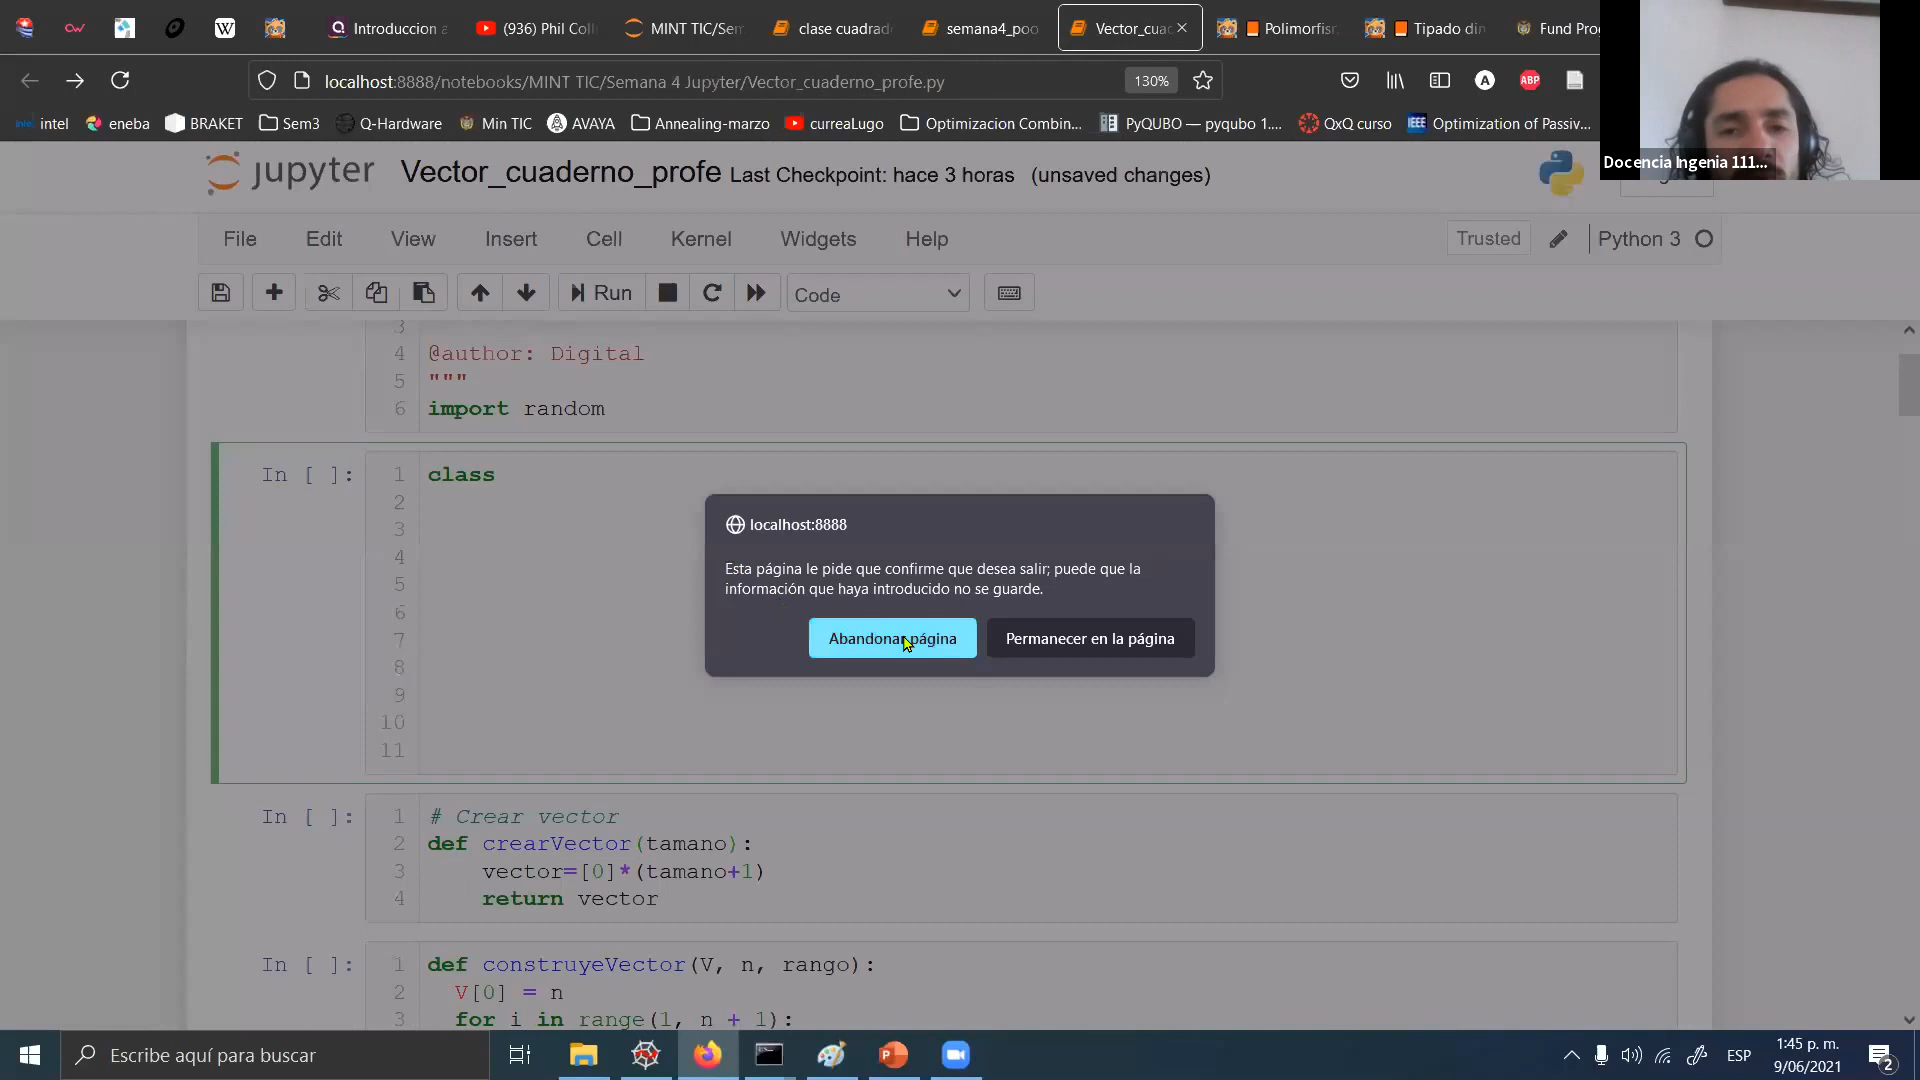 Introduccion a
(936) Phil Coll
MINT TIC/Sem
clase cuadrad
semana4_poo
Vector_cuac
Polimorfis
Tipado din
Fund Pro
localhost:8888/notebooks/MINT TIC/Semana 4 Jupyter/Vector_cuaderno_profe.py
130%
ABP
intel
eneba
BRAKET
Sem3
Q-Hardware
Min TIC
AVAYA
Annealing-marzo
curreaLugo
Optimizacion Combin...
PyQUBO — pyqubo 1....
QxQ curso
IEEE
Optimization of Passiv...
Docencia Ingenia 111...
jupyter
Vector_cuaderno_profe Last Checkpoint: hace 3 horas (unsaved changes)
File
Edit
View
Insert
Cell
Kernel
Widgets
Help
Trusted
Python 3
Run
Code
3
4 @author: Digital
5 """
6 import random
In [ ]:
1 class
2
3
4
5
6
7
8
9
10
11
localhost:8888
Esta página le pide que confirme que desea salir; puede que la
información que haya introducido no se guarde.
Abandonar página
Permanecer en la página
In [ ]:
1 # Crear vector
2 def crearVector(tamano):
3 vector=[0]*(tamano+1)
4 return vector
In [ ]:
1 def construyeVector(V, n, rango):
2 V[0] = n
3 for i in range(1, n + 1):
Escribe aquí para buscar
ESP
1:45 p. m.
9/06/2021
2